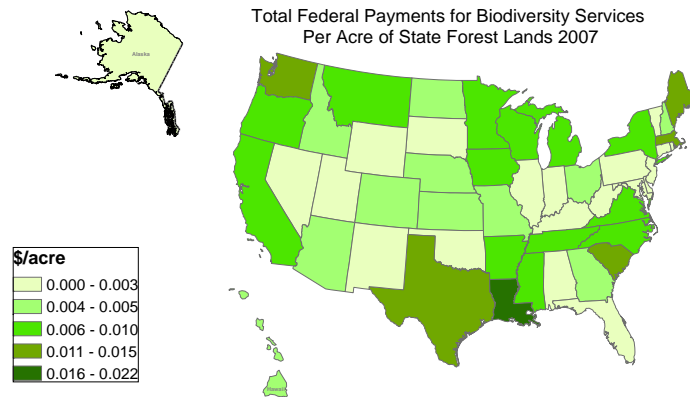 Total Federal Payments for Biodiversity Services
Per Acre of State Forest Lands 2007
Alaska
$/acre
0.000 - 0.003
0.004 - 0.005
0.006 - 0.010
0.011 - 0.015
0.016 - 0.022
Hawaii